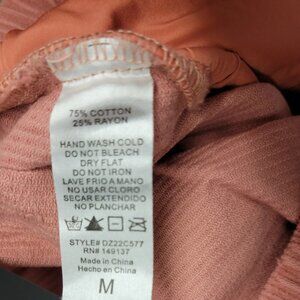 75% COTTON
25% RAYON
HAND WASH COLD
DO NOT BLEACH
DRY FLAT
DO NOT IRON
LAVE FRIO A MANO
NO USAR CLORO
SECAR EXTENDIDO
NO PLANCHAR
STYLE# DZ22C577
RN# 149137
Made in China
Hecho en China
M